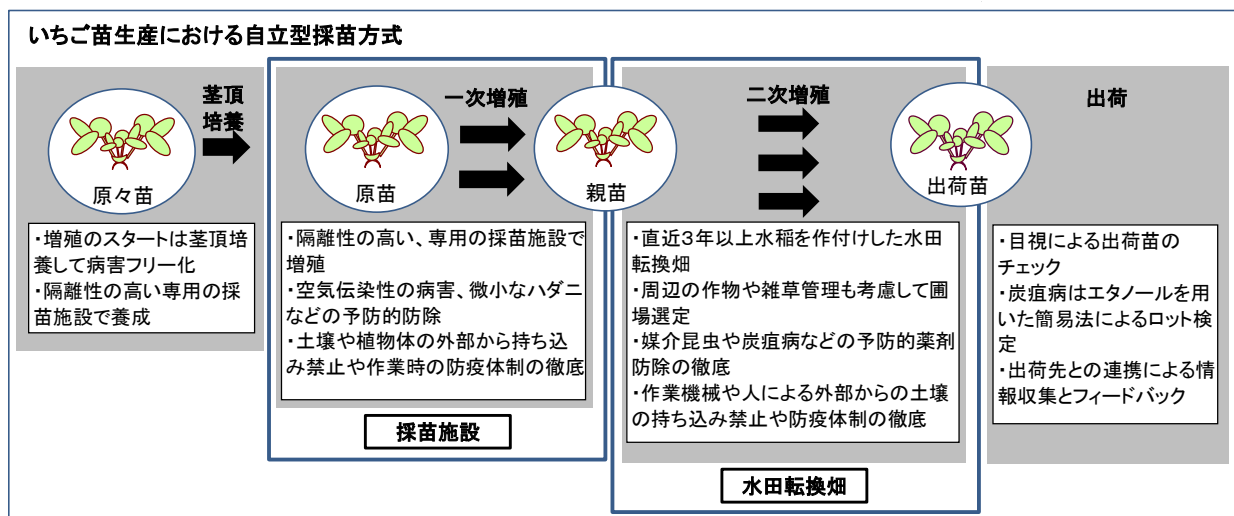 いちご苗生産における自立型採苗方式
茎頂
培養
原々苗
・増殖のスタートは茎頂培
養して病害フリー化
・隔離性の高い専用の採
苗施設で養成
一次増殖
原苗
親苗
・隔離性の高い、専用の採苗施設で
増殖
・空気伝染性の病害、微小なハダニ
などの予防的防除
・土壌や植物体の外部から持ち込
み禁止や作業時の防疫体制の徹底
採苗施設
二次増殖
出荷苗
・直近3年以上水稲を作付けした水田
転換畑
・周辺の作物や雑草管理も考慮して圃
場選定
・媒介昆虫や炭疽病などの予防的薬剤
防除の徹底
・作業機械や人による外部からの土壌
の持ち込み禁止や防疫体制の徹底
水田転換畑
出荷
・目視による出荷苗の
チェック
・炭疽病はエタノールを用
いた簡易法によるロット検
定
・出荷先との連携による情
報収集とフィードバック